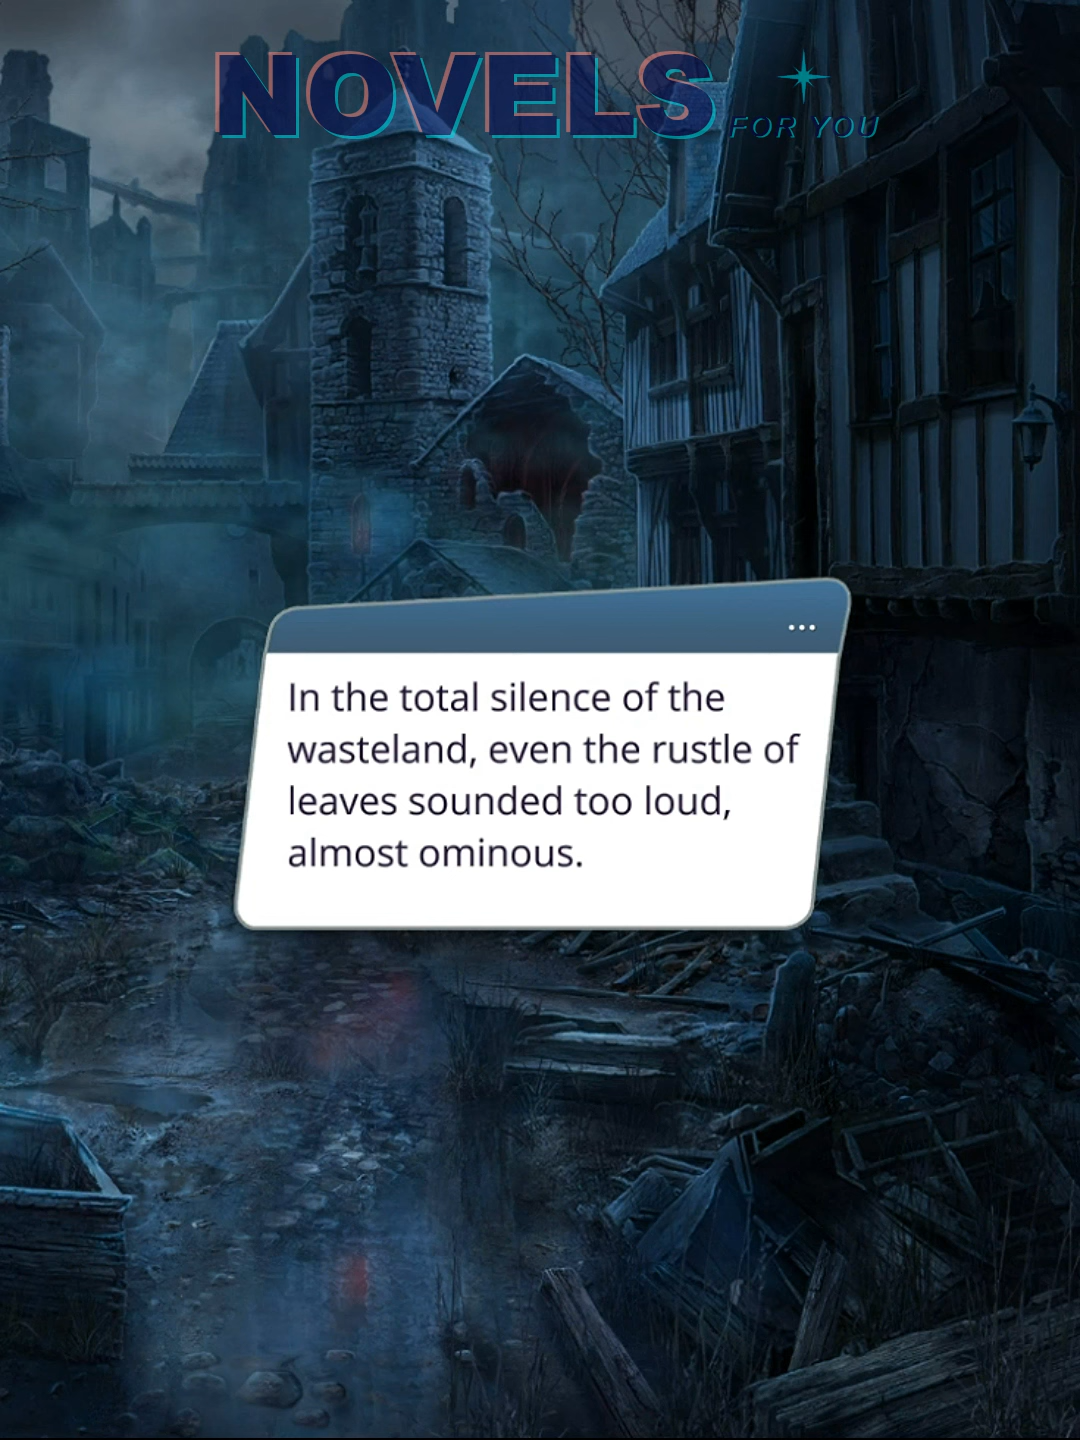 NOVELS
FOR YOU
In the total silence of the
wasteland, even the rustle of
leaves sounded too loud,
almost ominous.